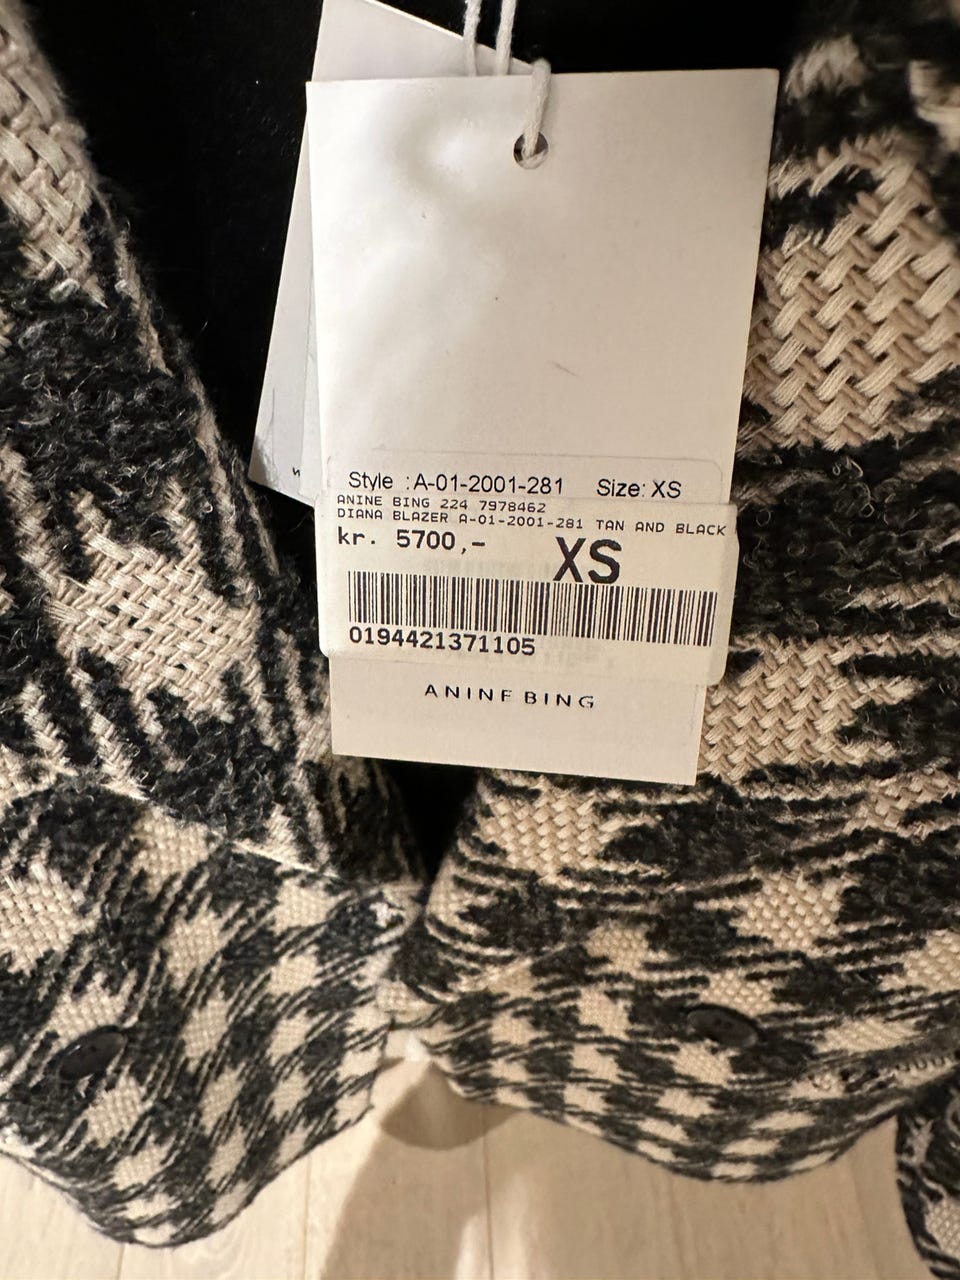 Style : A-01-2001-281 Size: XS
ANINE BING 224 7978462
DIANA BLAZER A-01-2001-281 TAN AND BLACK
kr. 5700,- XS
0194421371105
ANINE BING